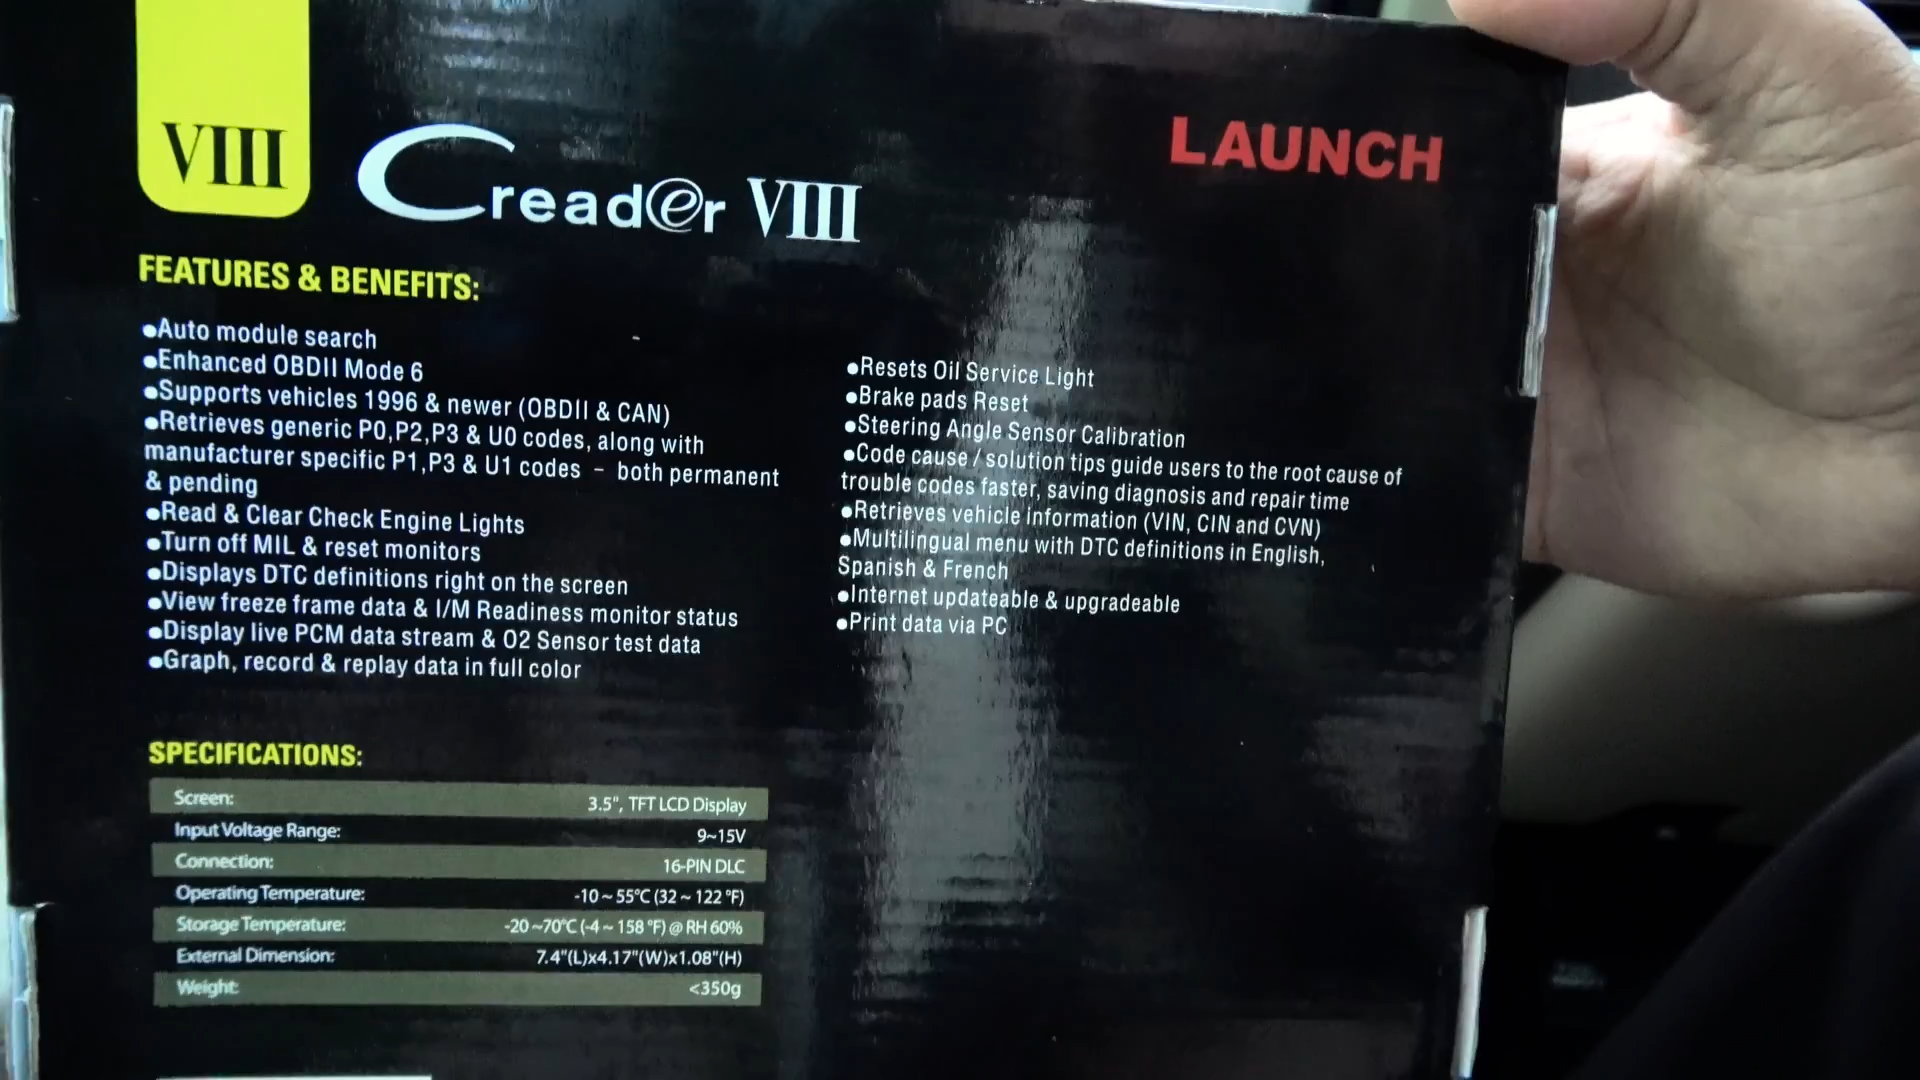 VIII
Creader VIII
LAUNCH
FEATURES & BENEFITS:
●Auto module search
●Enhanced OBDII Mode 6
●Supports vehicles 1996 & newer (OBDII & CAN)
●Retrieves generic P0,P2,P3 & U0 codes, along with
manufacturer specific P1,P3 & U1 codes - both permanent
& pending
●Read & Clear Check Engine Lights
●Turn off MIL & reset monitors
●Displays DTC definitions right on the screen
●View freeze frame data & I/M Readiness monitor status
●Display live PCM data stream & O2 Sensor test data
●Graph, record & replay data in full color
●Resets Oil Service Light
●Brake pads Reset
●Steering Angle Sensor Calibration
●Code cause / solution tips guide users to the root cause of
trouble codes faster, saving diagnosis and repair time
●Retrieves vehicle information (VIN, CIN and CVN)
●Multilingual menu with DTC definitions in English,
Spanish & French
●Internet updateable & upgradeable
●Print data via PC
SPECIFICATIONS:
Screen: 3.5", TFT LCD Display
Input Voltage Range: 9~15V
Connection: 16-PIN DLC
Operating Temperature: -10 ~ 55°C (32 ~ 122 °F)
Storage Temperature: -20 ~70°C (-4 ~ 158 °F) @ RH 60%
External Dimension: 7.4"(L)x4.17"(W)x1.08"(H)
Weight: <350g